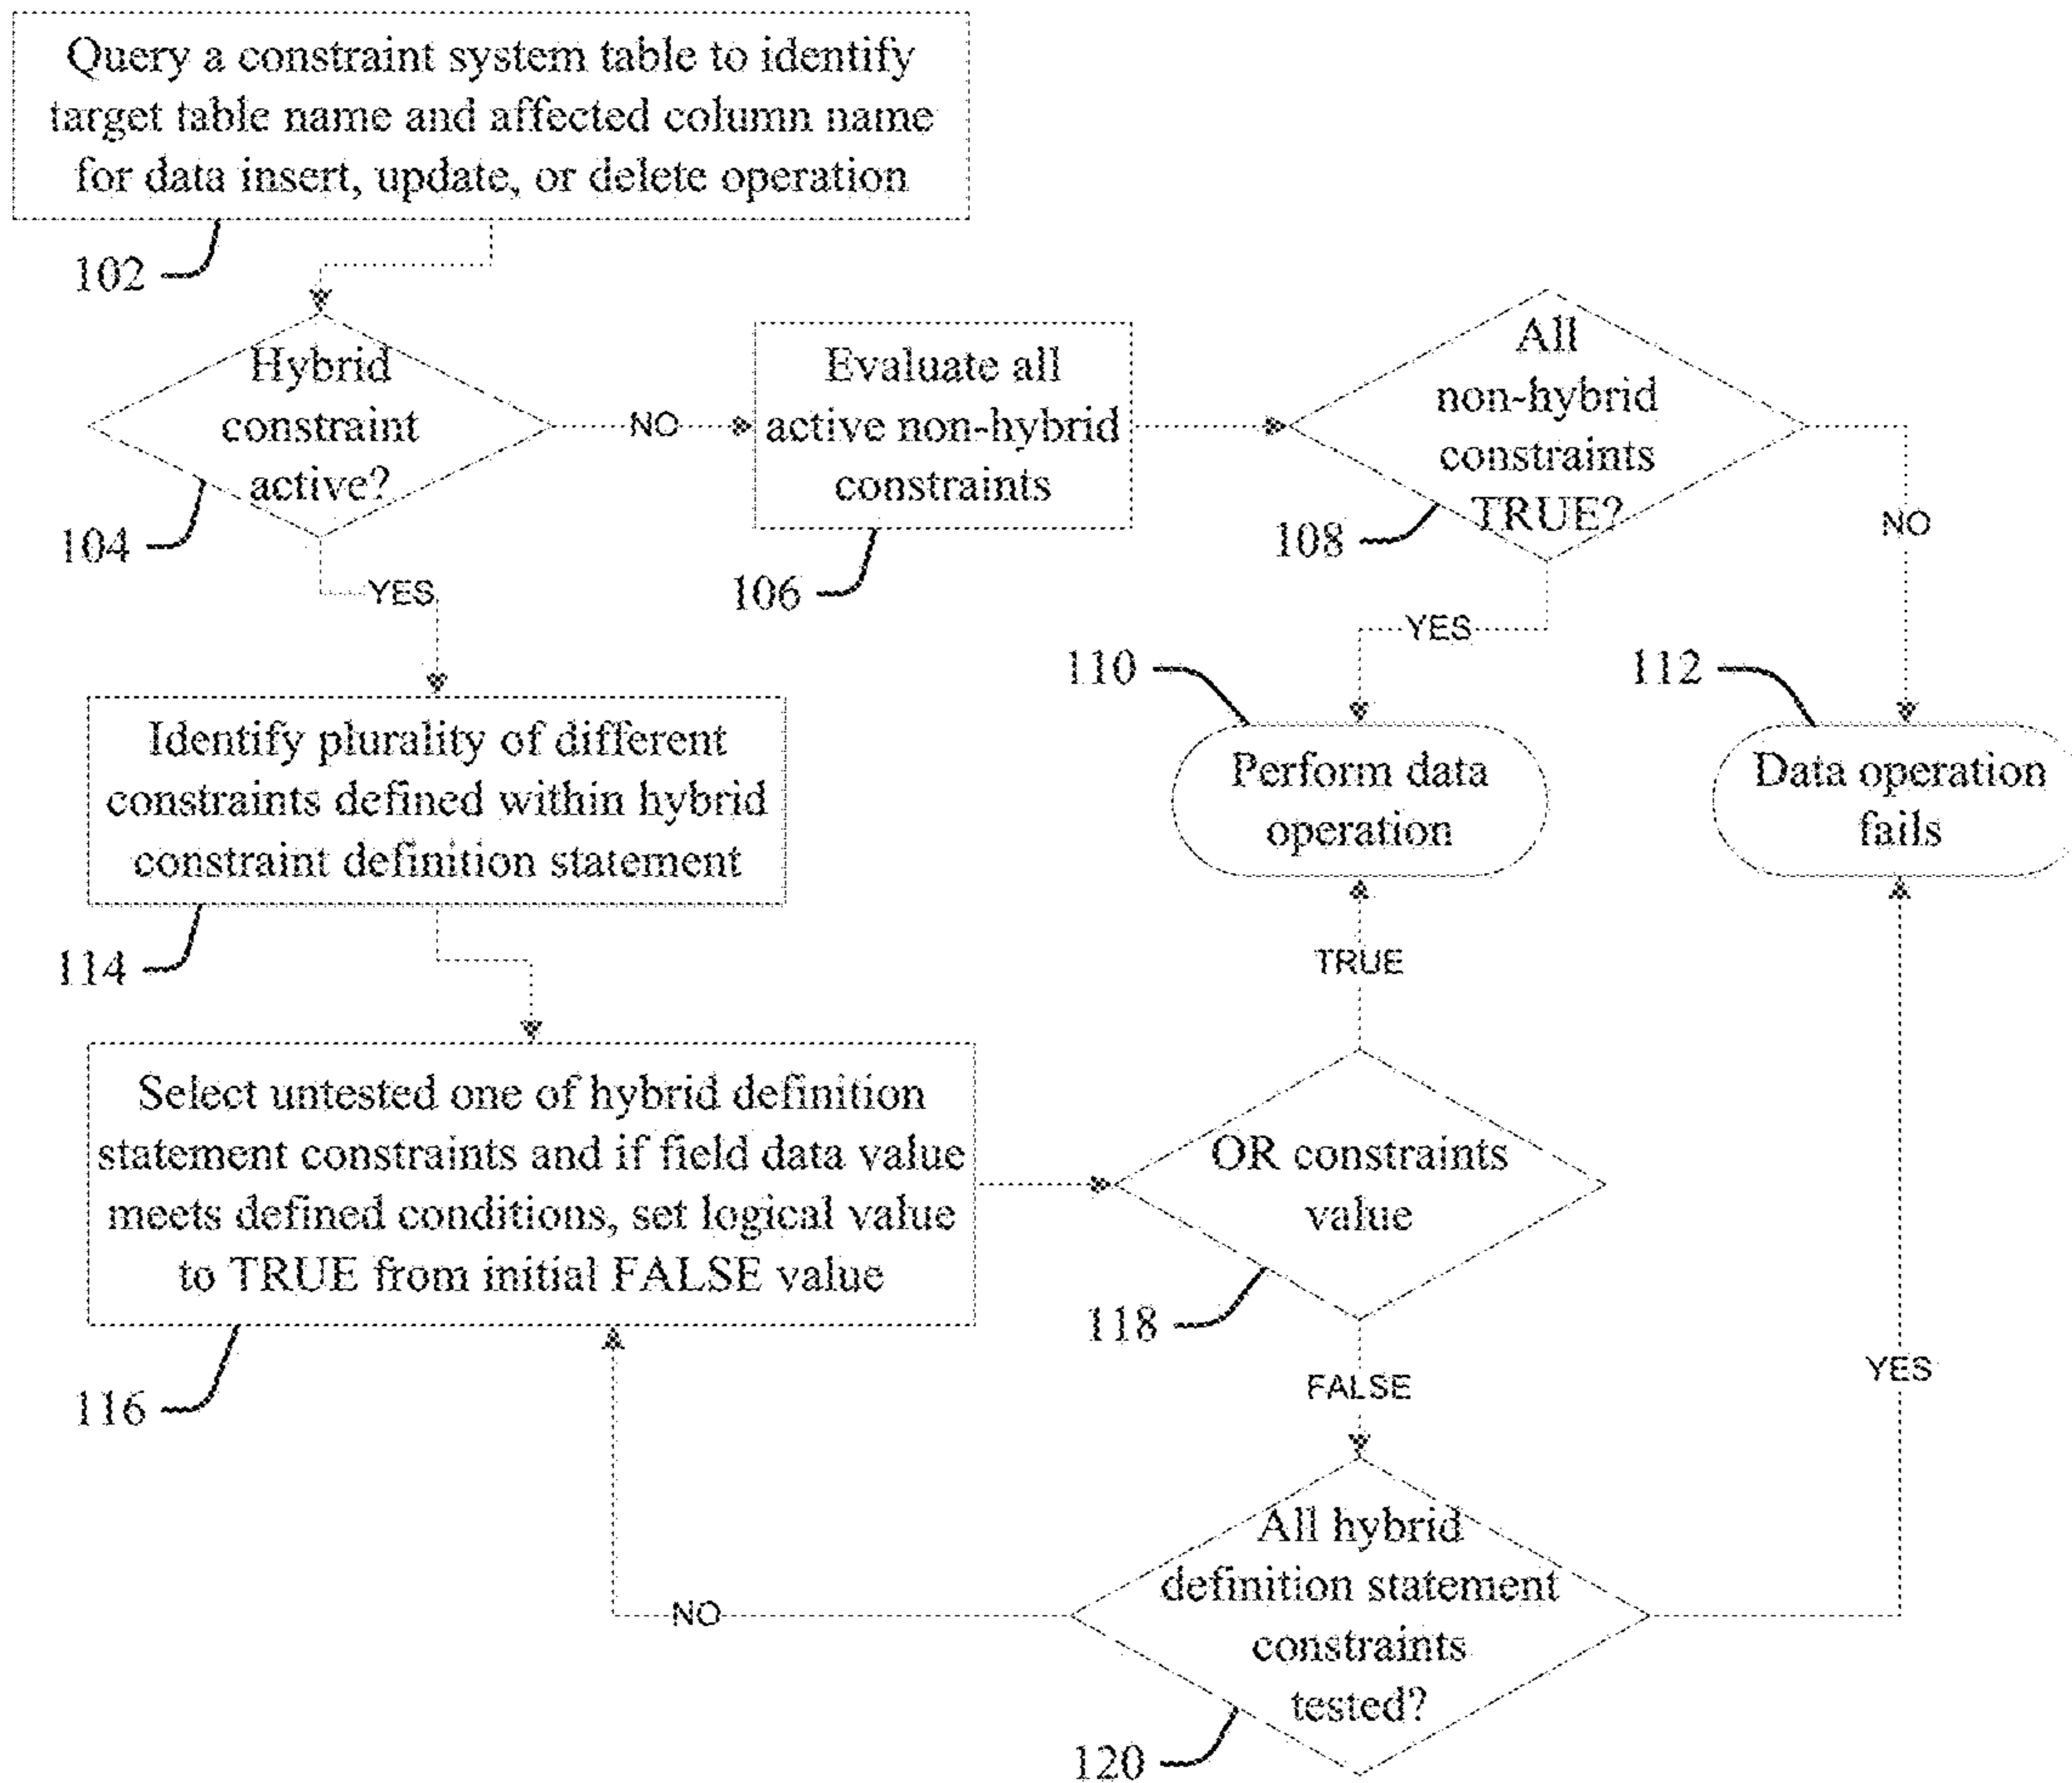 Query a constraint system table to identify
target table name and affected column name
for data insert, update, or delete operation
102
Hybrid
constraint
active?
104
NO
Evaluate all
active non-hybrid
constraints
106
All
non-hybrid
constraints
TRUE?
108
NO
YES
YES
110
112
Identify plurality of different
constraints defined within hybrid
constraint definition statement
114
Perform data
operation
Data operation
fails
TRUE
Select untested one of hybrid definition
statement constraints and if field data value
meets defined conditions, set logical value
to TRUE from initial FALSE value
116
OR constraints
value
118
FALSE
YES
All hybrid
definition statement
constraints
tested?
NO
120